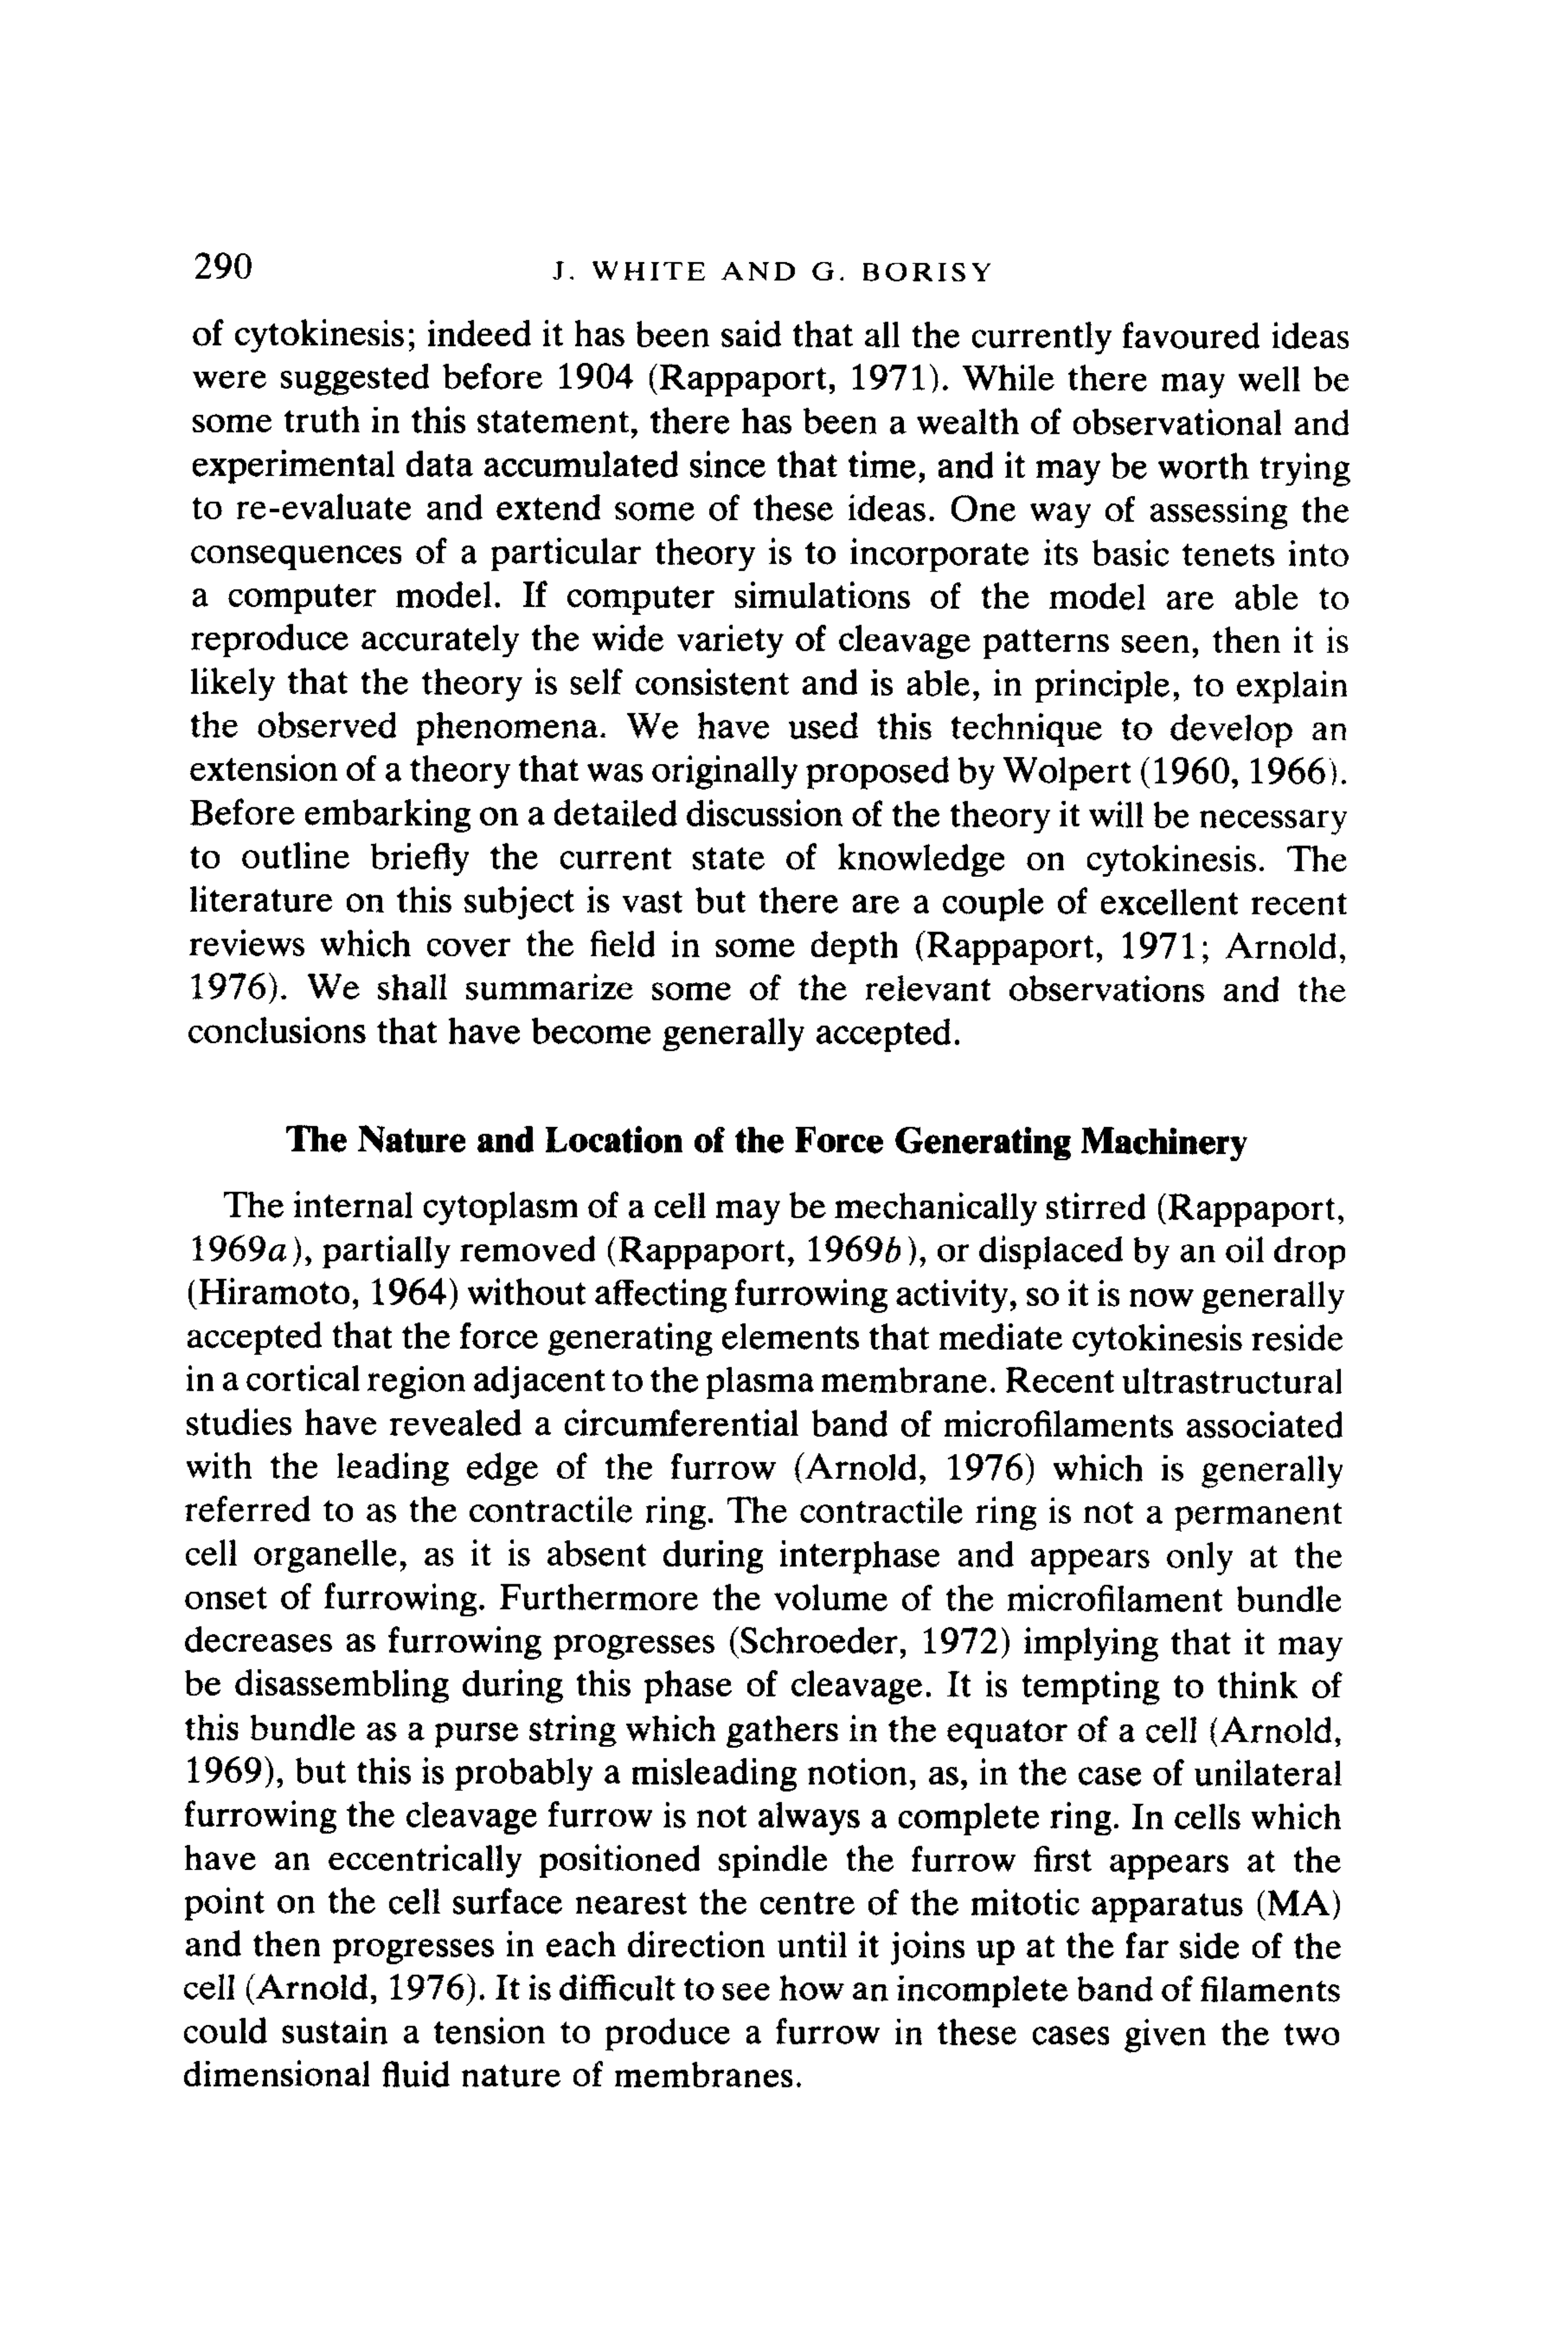 290
J. WHITE AND G. BORISY
of cytokinesis; indeed it has been said that all the currently favoured ideas
were suggested before 1904 (Rappaport, 1971). While there may well be
some truth in this statement, there has been a wealth of observational and
experimental data accumulated since that time, and it may be worth trying
to re-evaluate and extend some of these ideas. One way of assessing the
consequences of a particular theory is to incorporate its basic tenets into
a computer model. If computer simulations of the model are able to
reproduce accurately the wide variety of cleavage patterns seen, then it is
likely that the theory is self consistent and is able, in principle, to explain
the observed phenomena. We have used this technique to develop an
extension of a theory that was originally proposed by Wolpert (1960, 1966).
Before embarking on a detailed discussion of the theory it will be necessary
to outline briefly the current state of knowledge on cytokinesis. The
literature on this subject is vast but there are a couple of excellent recent
reviews which cover the field in some depth (Rappaport, 1971; Arnold,
1976). We shall summarize some of the relevant observations and the
conclusions that have become generally accepted.
The Nature and Location of the Force Generating Machinery
The internal cytoplasm of a cell may be mechanically stirred (Rappaport,
1969a), partially removed (Rappaport, 1969b), or displaced by an oil drop
(Hiramoto, 1964) without affecting furrowing activity, so it is now generally
accepted that the force generating elements that mediate cytokinesis reside
in a cortical region adjacent to the plasma membrane. Recent ultrastructural
studies have revealed a circumferential band of microfilaments associated
with the leading edge of the furrow (Arnold, 1976) which is generally
referred to as the contractile ring. The contractile ring is not a permanent
cell organelle, as it is absent during interphase and appears only at the
onset of furrowing. Furthermore the volume of the microfilament bundle
decreases as furrowing progresses (Schroeder, 1972) implying that it may
be disassembling during this phase of cleavage. It is tempting to think of
this bundle as a purse string which gathers in the equator of a cell (Arnold,
1969), but this is probably a misleading notion, as, in the case of unilateral
furrowing the cleavage furrow is not always a complete ring. In cells which
have an eccentrically positioned spindle the furrow first appears at the
point on the cell surface nearest the centre of the mitotic apparatus (MA)
and then progresses in each direction until it joins up at the far side of the
cell (Arnold, 1976). It is difficult to see how an incomplete band of filaments
could sustain a tension to produce a furrow in these cases given the two
dimensional fluid nature of membranes.